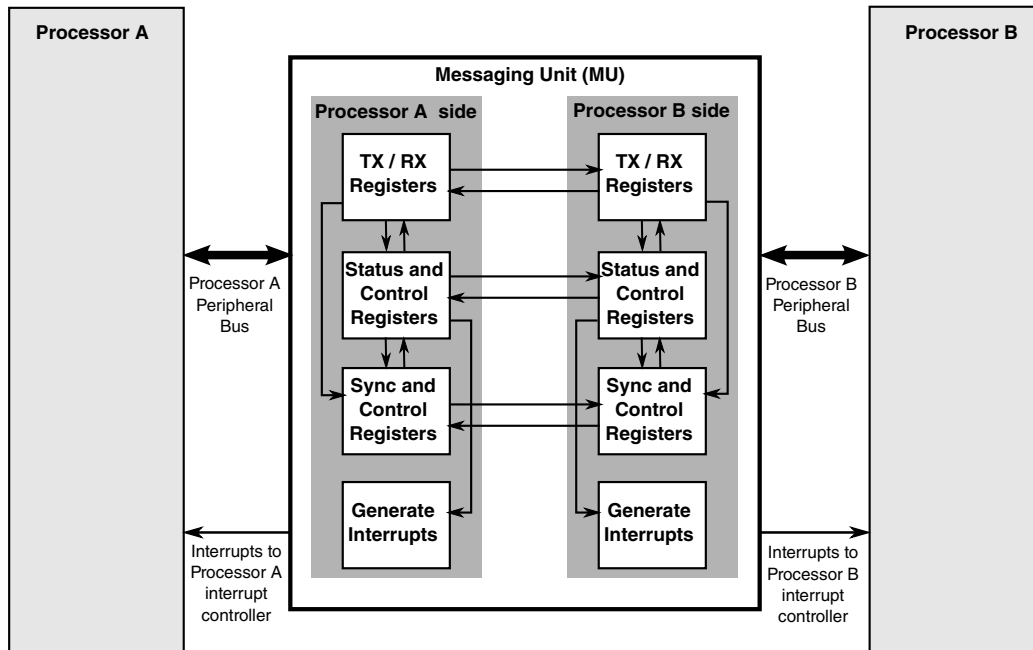 Processor A
Processor B
Messaging Unit (MU)
Processor A side
Processor B side
TX / RX
Registers
TX / RX
Registers
Status and
Control
Registers
Status and
Control
Registers
Processor A
Peripheral
Bus
Processor B
Peripheral
Bus
Sync and
Control
Registers
Sync and
Control
Registers
Generate
Interrupts
Generate
Interrupts
Interrupts to
Processor A
interrupt
controller
Interrupts to
Processor B
interrupt
controller